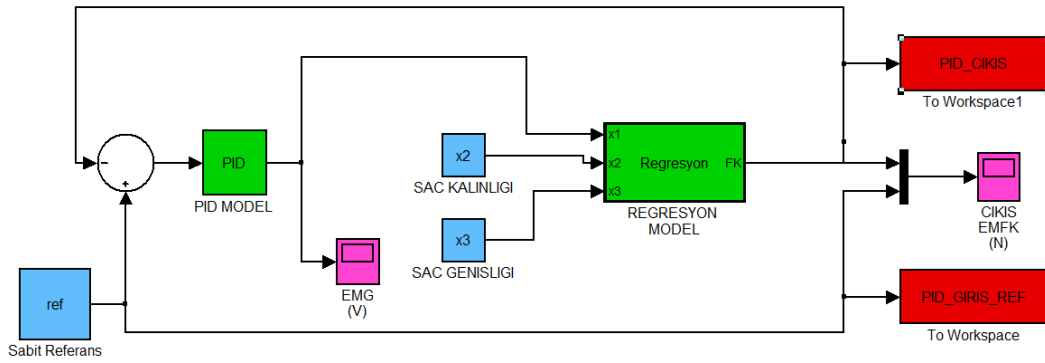 PID_CIKIS
To Workspace1
-
+
PID
PID MODEL
x2
SAC KALINLIGI
x3
SAC GENISLIGI
x1
x2
x3
Regresyon
FK
REGRESYON
MODEL
CIKIS
EMFK
(N)
EMG
(V)
ref
Sabit Referans
PID_GIRIS_REF
To Workspace